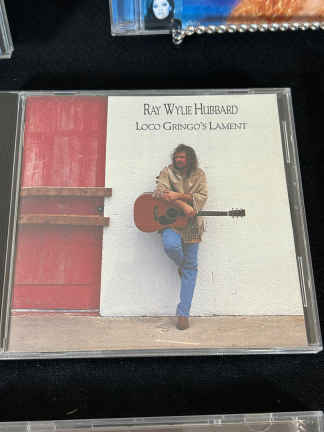 RAY WYLIE HUBBARD
LOCO GRINGO'S LAMENT